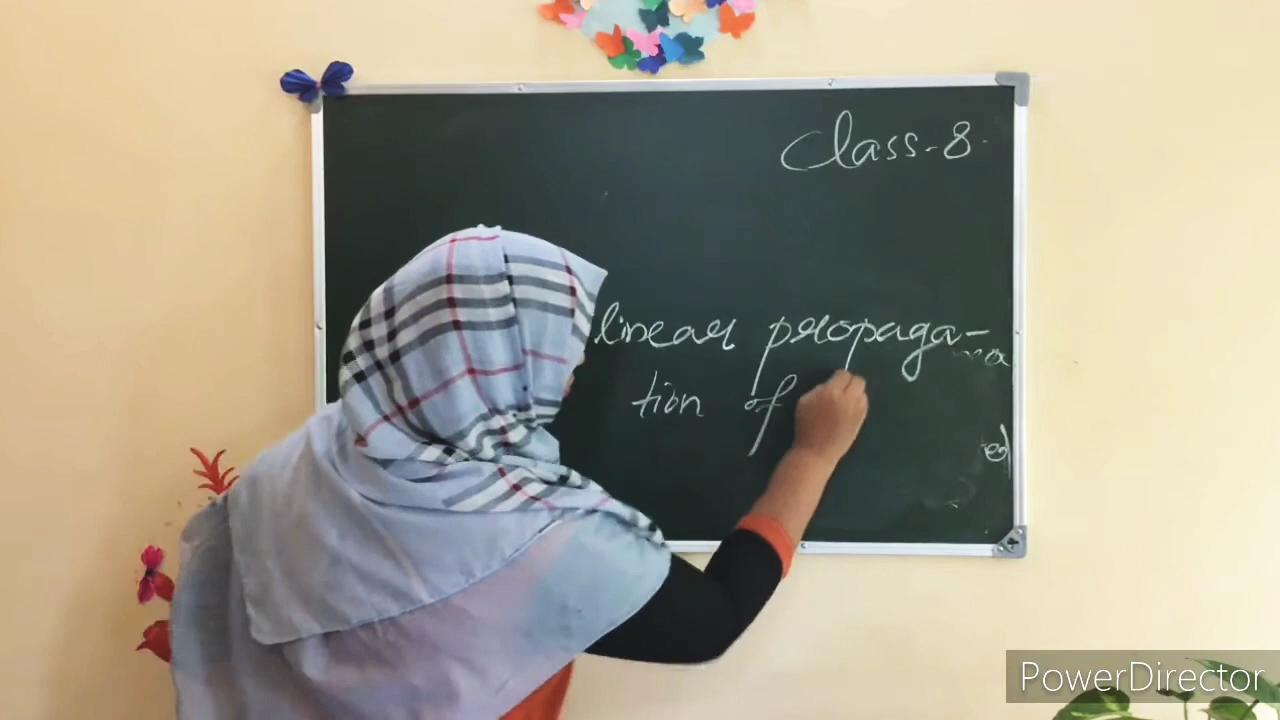 Class-8.
linear propaga-
tion of
PowerDirector